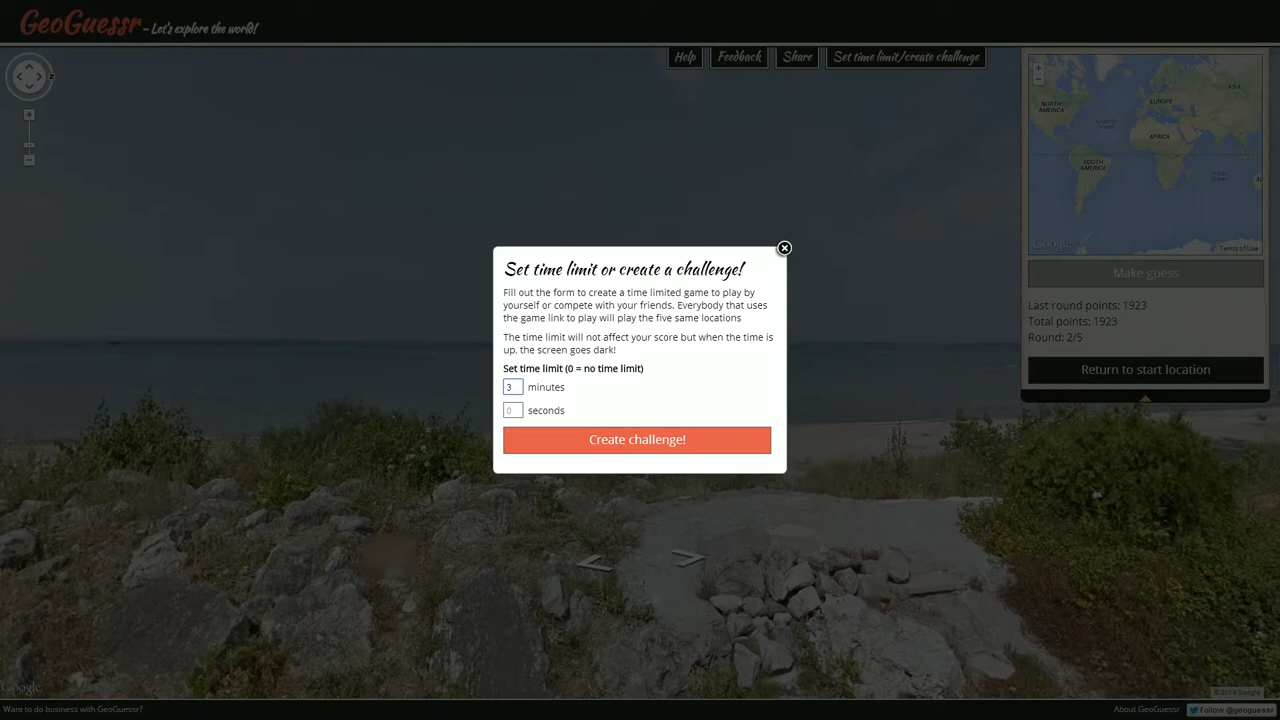 GeoGuessr - Let's explore the world!
Help
Feedback
Share
Set time limit/create challenge
NORTH AMERICA
SOUTH AMERICA
EUROPE
AFRICA
ASIA
Atlantic Ocean
Indian Ocean
Google
Terms of Use
Make guess
Last round points: 1923
Total points: 1923
Round: 2/5
Return to start location
Set time limit or create a challenge!
Fill out the form to create a time limited game to play by
yourself or compete with your friends. Everybody that uses
the game link to play will play the five same locations
The time limit will not affect your score but when the time is
up, the screen goes dark!
Set time limit (0 = no time limit)
3 minutes
0 seconds
Create challenge!
Google
© 2014 Google
Want to do business with GeoGuessr?
About GeoGuessr
Follow @geoguessr